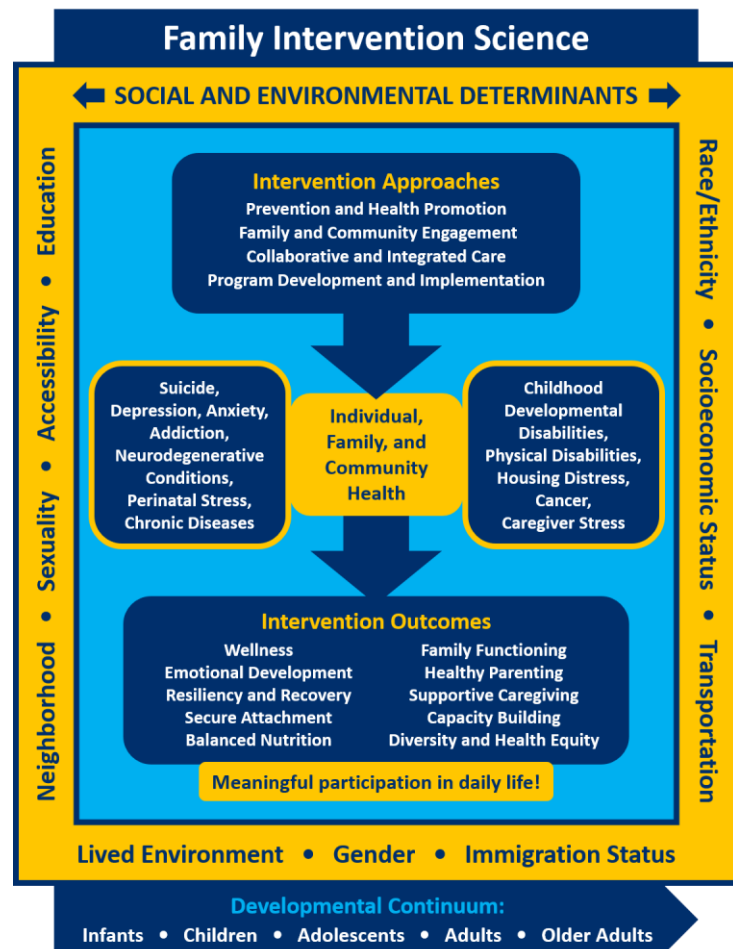 Family Intervention Science
SOCIAL AND ENVIRONMENTAL DETERMINANTS
Neighborhood • Sexuality • Accessibility • Education
Race/Ethnicity • Socioeconomic Status • Transportation
Intervention Approaches
Prevention and Health Promotion
Family and Community Engagement
Collaborative and Integrated Care
Program Development and Implementation
Suicide,
Depression, Anxiety,
Addiction,
Neurodegenerative
Conditions,
Perinatal Stress,
Chronic Diseases
Individual,
Family, and
Community
Health
Childhood
Developmental
Disabilities,
Physical Disabilities,
Housing Distress,
Cancer,
Caregiver Stress
Intervention Outcomes
Wellness
Emotional Development
Resiliency and Recovery
Secure Attachment
Balanced Nutrition
Family Functioning
Healthy Parenting
Supportive Caregiving
Capacity Building
Diversity and Health Equity
Meaningful participation in daily life!
Lived Environment • Gender • Immigration Status
Developmental Continuum:
Infants • Children • Adolescents • Adults • Older Adults